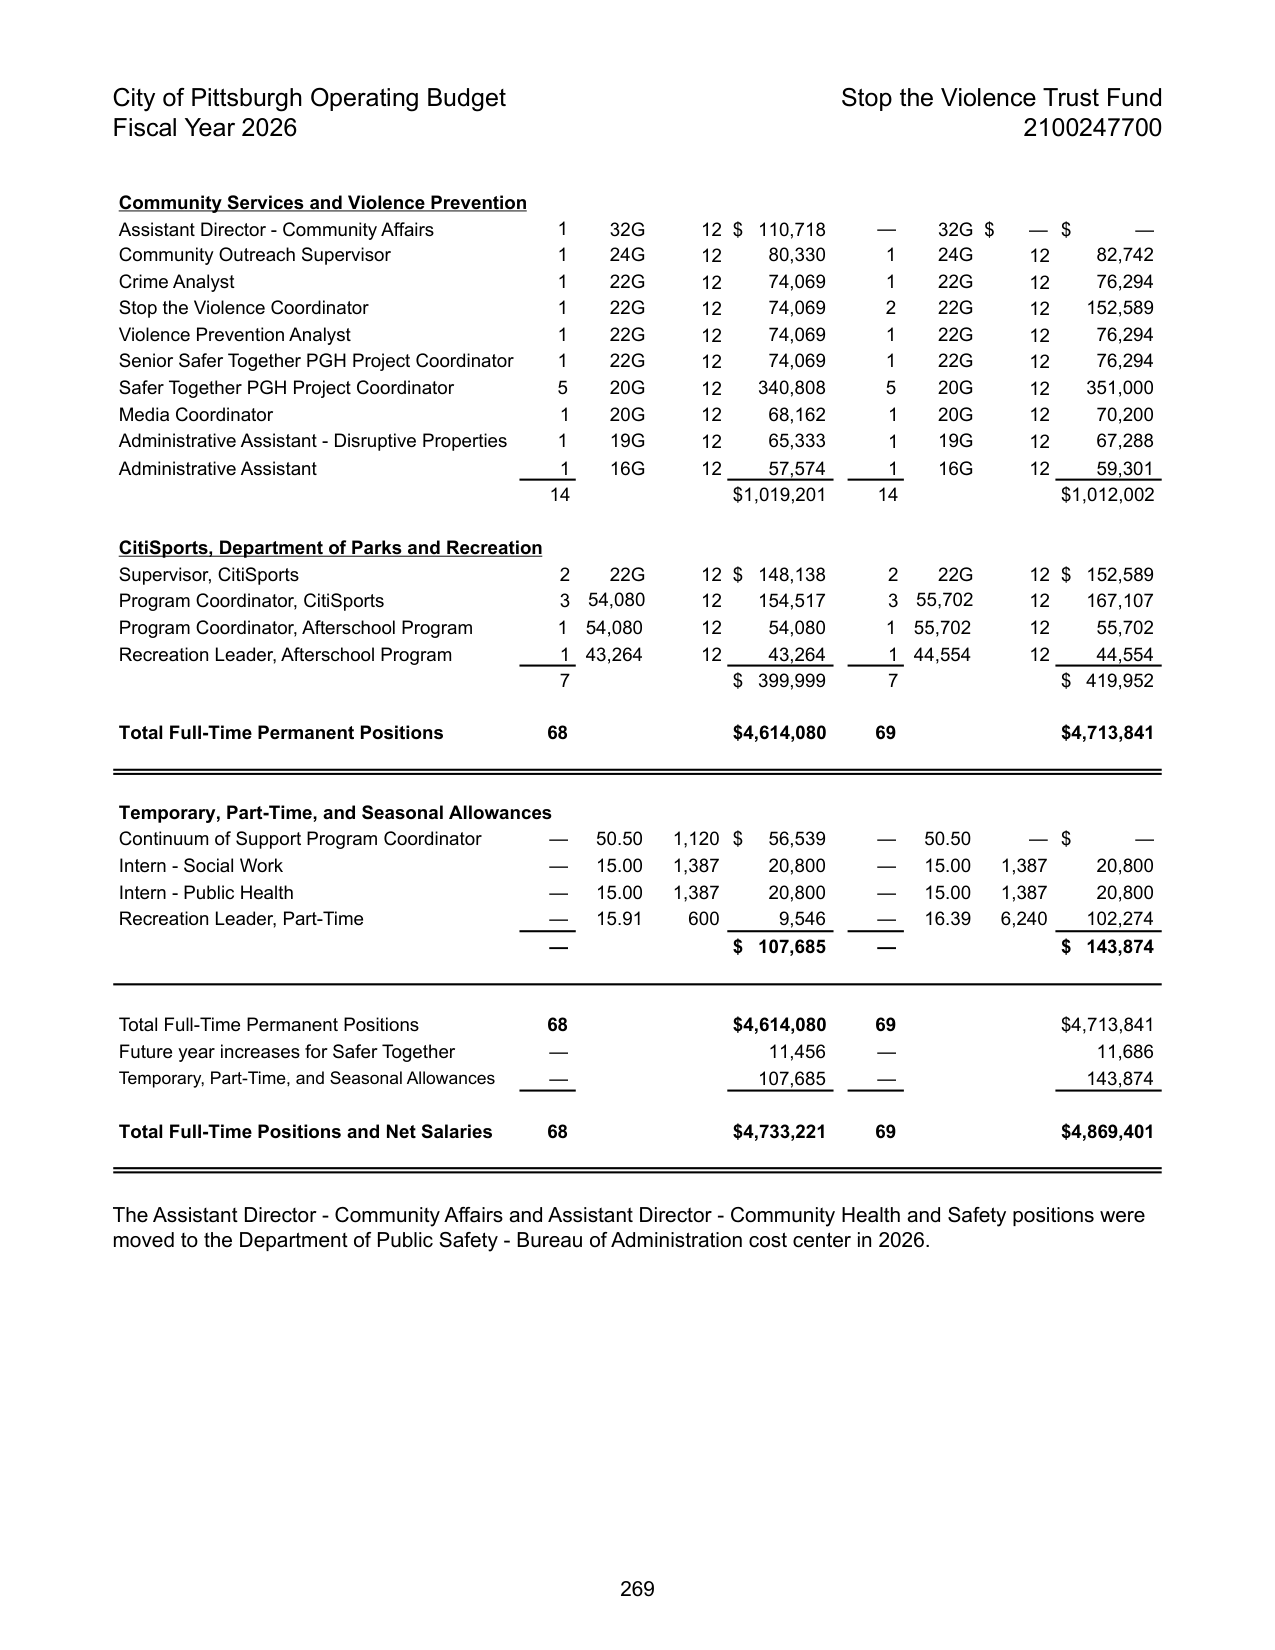 City of Pittsburgh Operating Budget Stop the Violence Trust Fund
Fiscal Year 2026 2100247700
Community Services and Violence Prevention
Assistant Director - Community Affairs 1 32G 12 $ 110,718 — 32G $ — $ —
Community Outreach Supervisor 1 24G 12 80,330 1 24G 12 82,742
Crime Analyst 1 22G 12 74,069 1 22G 12 76,294
Stop the Violence Coordinator 1 22G 12 74,069 2 22G 12 152,589
Violence Prevention Analyst 1 22G 12 74,069 1 22G 12 76,294
Senior Safer Together PGH Project Coordinator 1 22G 12 74,069 1 22G 12 76,294
Safer Together PGH Project Coordinator 5 20G 12 340,808 5 20G 12 351,000
Media Coordinator 1 20G 12 68,162 1 20G 12 70,200
Administrative Assistant - Disruptive Properties 1 19G 12 65,333 1 19G 12 67,288
Administrative Assistant 1 16G 12 57,574 1 16G 12 59,301
14 $1,019,201 14 $1,012,002
CitiSports, Department of Parks and Recreation
Supervisor, CitiSports 2 22G 12 $ 148,138 2 22G 12 $ 152,589
Program Coordinator, CitiSports 3 54,080 12 154,517 3 55,702 12 167,107
Program Coordinator, Afterschool Program 1 54,080 12 54,080 1 55,702 12 55,702
Recreation Leader, Afterschool Program 1 43,264 12 43,264 1 44,554 12 44,554
7 $ 399,999 7 $ 419,952
Total Full-Time Permanent Positions 68 $4,614,080 69 $4,713,841
Temporary, Part-Time, and Seasonal Allowances
Continuum of Support Program Coordinator — 50.50 1,120 $ 56,539 — 50.50 — $ —
Intern - Social Work — 15.00 1,387 20,800 — 15.00 1,387 20,800
Intern - Public Health — 15.00 1,387 20,800 — 15.00 1,387 20,800
Recreation Leader, Part-Time — 15.91 600 9,546 — 16.39 6,240 102,274
— $ 107,685 — $ 143,874
Total Full-Time Permanent Positions 68 $4,614,080 69 $4,713,841
Future year increases for Safer Together — 11,456 — 11,686
Temporary, Part-Time, and Seasonal Allowances — 107,685 — 143,874
Total Full-Time Positions and Net Salaries 68 $4,733,221 69 $4,869,401
The Assistant Director - Community Affairs and Assistant Director - Community Health and Safety positions were
moved to the Department of Public Safety - Bureau of Administration cost center in 2026.
269